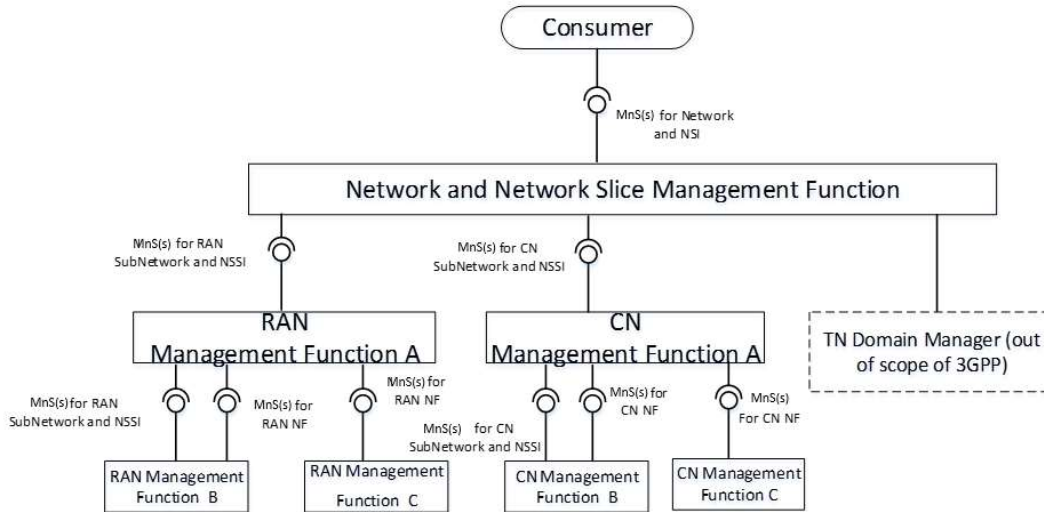 Consumer
MnS(s) for Network
and NSI
Network and Network Slice Management Function
MnS(s) for RAN
SubNetwork and NSSI
MnS(s) for CN
SubNetwork and NSSI
RAN
Management Function A
CN
Management Function A
TN Domain Manager (out
of scope of 3GPP)
MnS(s) for RAN
SubNetwork and NSSI
MnS(s) for
RAN NF
MnS(s) for
RAN NF
MnS(s) for CN
SubNetwork and NSSI
MnS(s) for
CN NF
MnS(s)
For CN NF
RAN Management
Function B
RAN Management
Function C
CN Management
Function B
CN Management
Function C